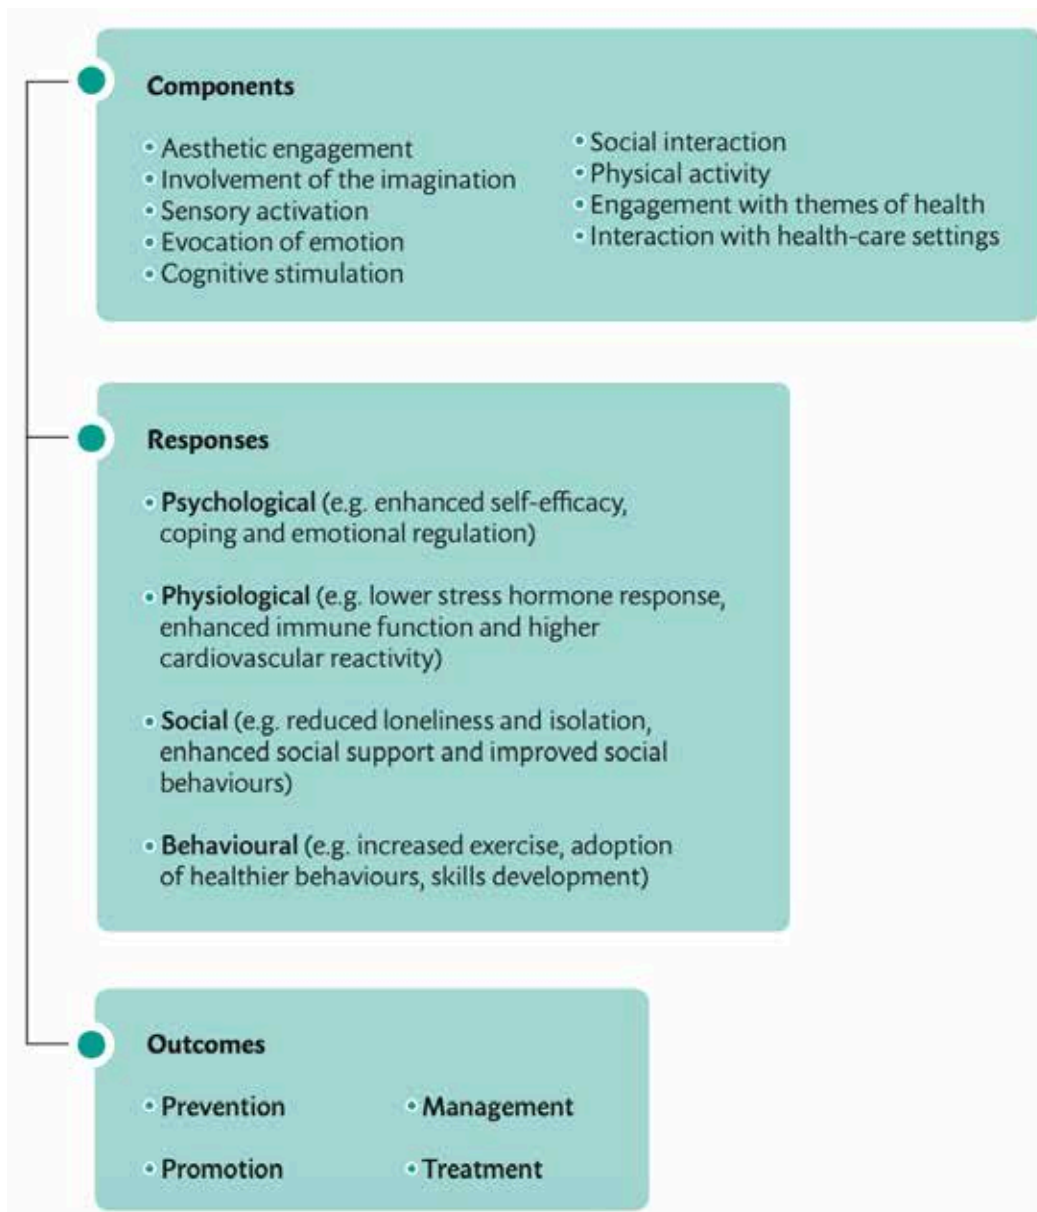 Components
• Aesthetic engagement
• Involvement of the imagination
• Sensory activation
• Evocation of emotion
• Cognitive stimulation
• Social interaction
• Physical activity
• Engagement with themes of health
• Interaction with health-care settings
Responses
• Psychological (e.g. enhanced self-efficacy,
coping and emotional regulation)
• Physiological (e.g. lower stress hormone response,
enhanced immune function and higher
cardiovascular reactivity)
• Social (e.g. reduced loneliness and isolation,
enhanced social support and improved social
behaviours)
• Behavioural (e.g. increased exercise, adoption
of healthier behaviours, skills development)
Outcomes
• Prevention
• Management
• Promotion
• Treatment